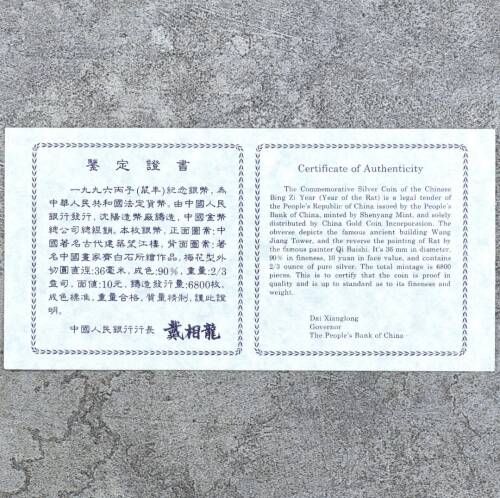 鉴定證書
一九九六丙子(鼠年)紀念銀幣,為
中華人民共和國法定貨幣,由中國人民
銀行發行,沈陽造幣廠鑄造,中國金幣
總公司總經銷。本枚銀幣,正面圖案:中
國著名古代建築望江樓,背面圖案:著
名中國畫家齊白石所繪作品,梅花型外
切圓直徑:36毫米,成色:90%,重量:2/3
盎司,面值:10元,鑄造發行量:6800枚,
成色標準,重量合格,質量精制,謹此證
明。
中國人民銀行行長 戴相龍
Certificate of Authenticity
The Commemorative Silver Coin of the Chinese
Bing Zi Year (Year of the Rat) is a legal tender of
the People's Republic of China issued by the People's
Bank of China, minted by Shenyang Mint, and solely
distributed by China Gold Coin Incorporation. The
obverse depicts the famous ancient building Wang
Jiang Tower, and the reverse the painting of Rat by
the famous painter Qi Baishi. It's 36 mm in diameter,
90% in fineness, 10 yuan in face value, and contains
2/3 ounce of pure silver. The total mintage is 6800
pieces. This is to certify that the coin is proof in
quality and is up to standard as to its fineness and
weight.
Dai Xianglong
Governor
The People's Bank of China